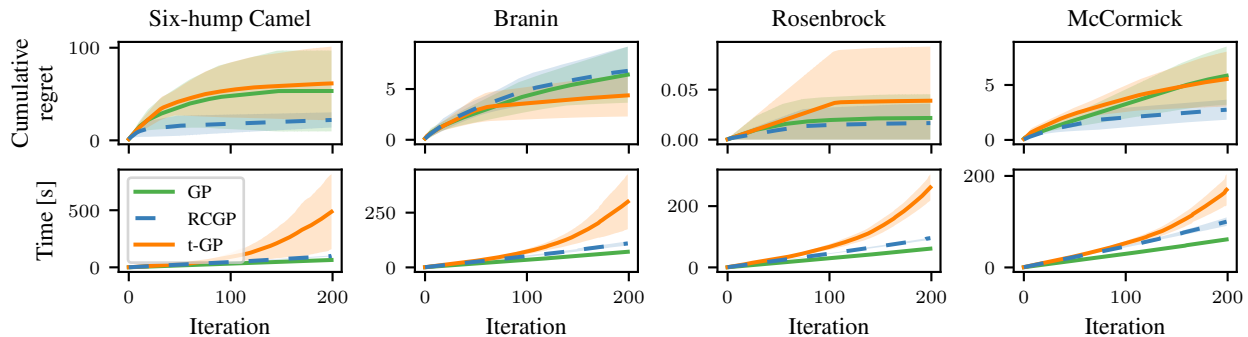 Six-hump Camel
Branin
Rosenbrock
McCormick
Cumulative
regret
100
0
5
0
0.05
0.00
5
0
Time [s]
500
0
250
0
200
0
200
0
GP
RCGP
t-GP
0 100 200
0 100 200
0 100 200
0 100 200
Iteration
Iteration
Iteration
Iteration